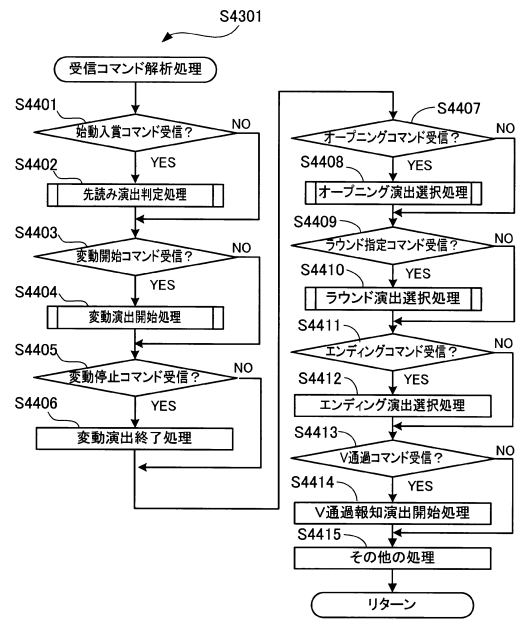 S4301
受信コマンド解析処理
S4401
始動入賞コマンド受信？
NO
YES
S4402
先読み演出判定処理
S4403
変動開始コマンド受信？
NO
YES
S4404
変動演出開始処理
S4405
変動停止コマンド受信？
NO
YES
S4406
変動演出終了処理
S4407
オープニングコマンド受信？
NO
YES
S4408
オープニング演出選択処理
S4409
ラウンド指定コマンド受信？
NO
YES
S4410
ラウンド演出選択処理
S4411
エンディングコマンド受信？
NO
YES
S4412
エンディング演出選択処理
S4413
V通過コマンド受信？
NO
YES
S4414
V通過報知演出開始処理
S4415
その他の処理
リターン